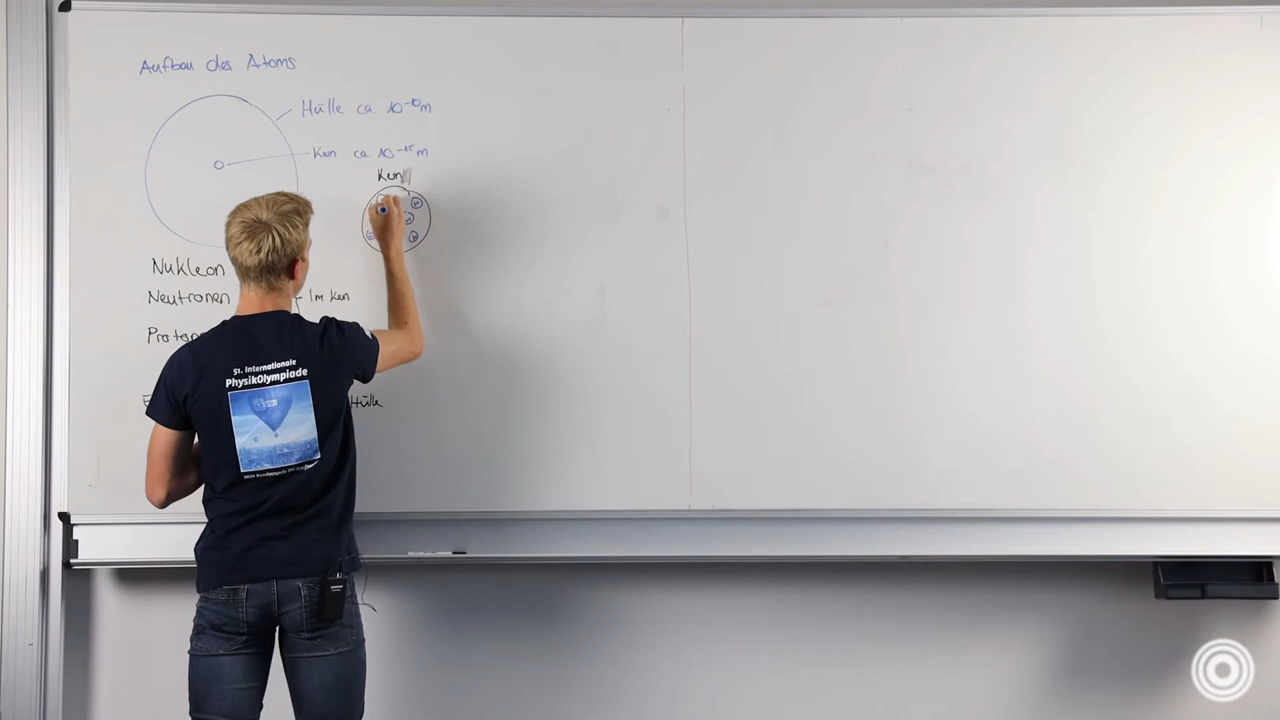 Aufbau des Atoms
Hülle ca. 10⁻¹⁰m
Kern ca 10⁻¹⁵m
Kern
Nukleon
Neutronen
Im Kern
Hülle
51. Internationale
PhysikOlympiade